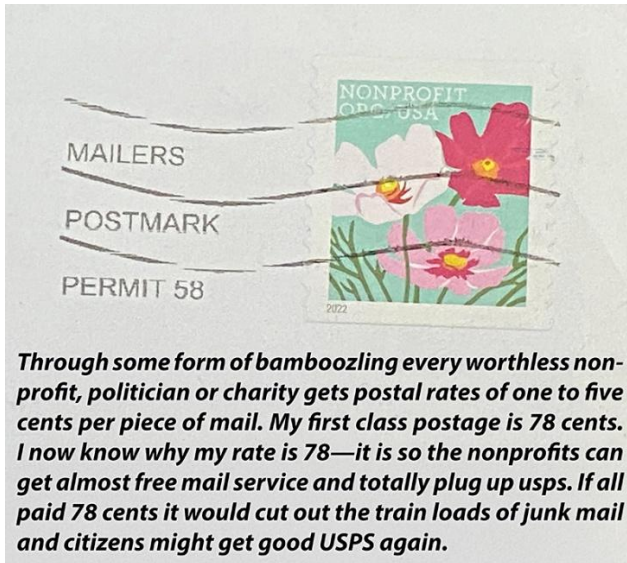 NONPROFIT
ORG. USA
MAILERS
POSTMARK
PERMIT 58
2022
Through some form of bamboozling every worthless non-
profit, politician or charity gets postal rates of one to five
cents per piece of mail. My first class postage is 78 cents.
I now know why my rate is 78—it is so the nonprofits can
get almost free mail service and totally plug up usps. If all
paid 78 cents it would cut out the train loads of junk mail
and citizens might get good USPS again.